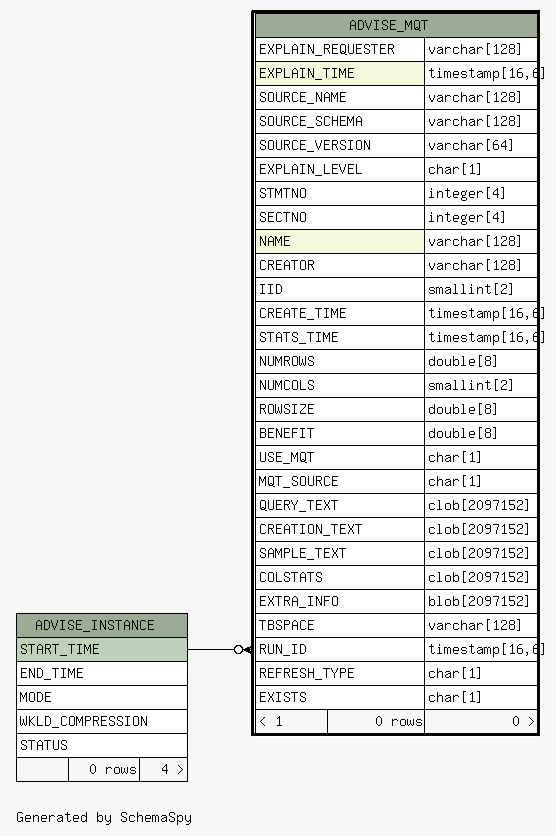 ADVISE_MQT
EXPLAIN_REQUESTER varchar[128]
EXPLAIN_TIME timestamp[16,6]
SOURCE_NAME varchar[128]
SOURCE_SCHEMA varchar[128]
SOURCE_VERSION varchar[64]
EXPLAIN_LEVEL char[1]
STMTNO integer[4]
SECTNO integer[4]
NAME varchar[128]
CREATOR varchar[128]
IID smallint[2]
CREATE_TIME timestamp[16,6]
STATS_TIME timestamp[16,6]
NUMROWS double[8]
NUMCOLS smallint[2]
ROWSIZE double[8]
BENEFIT double[8]
USE_MQT char[1]
MQT_SOURCE char[1]
QUERY_TEXT clob[2097152]
CREATION_TEXT clob[2097152]
SAMPLE_TEXT clob[2097152]
COLSTATS clob[2097152]
EXTRA_INFO blob[2097152]
TBSPACE varchar[128]
RUN_ID timestamp[16,6]
REFRESH_TYPE char[1]
EXISTS char[1]
< 1 0 rows 0 >
ADVISE_INSTANCE
START_TIME
END_TIME
MODE
WKLD_COMPRESSION
STATUS
0 rows 4 >
Generated by SchemaSpy